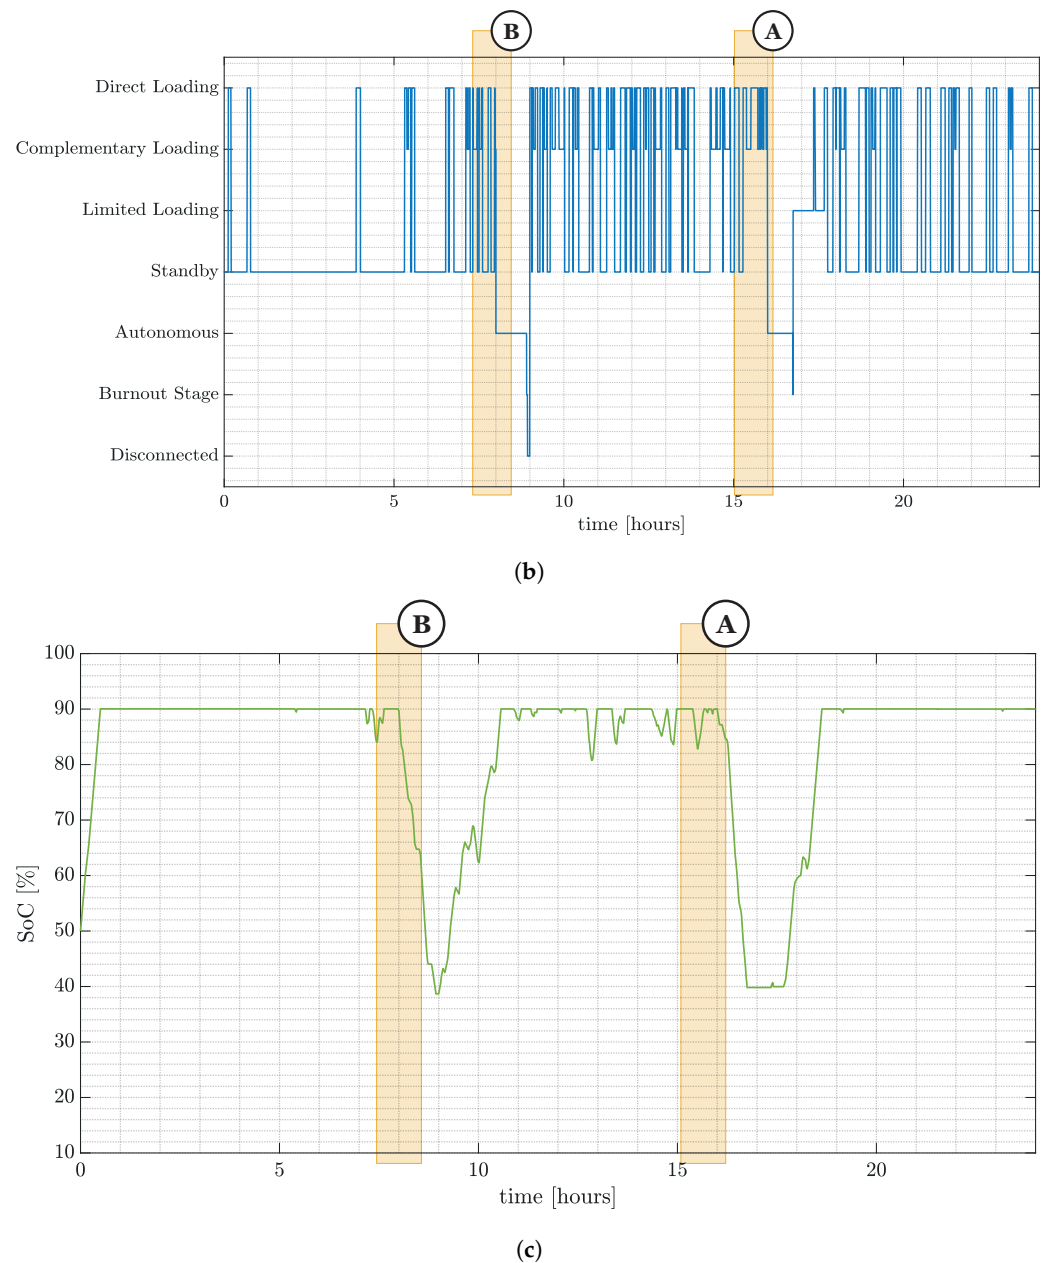 B A
Direct Loading
Complementary Loading
Limited Loading
Standby
Autonomous
Burnout Stage
Disconnected
0 5 10 15 20
time [hours]
(b)
B A
100
90
80
70
60
50
40
30
20
10
SoC [%]
0 5 10 15 20
time [hours]
(c)